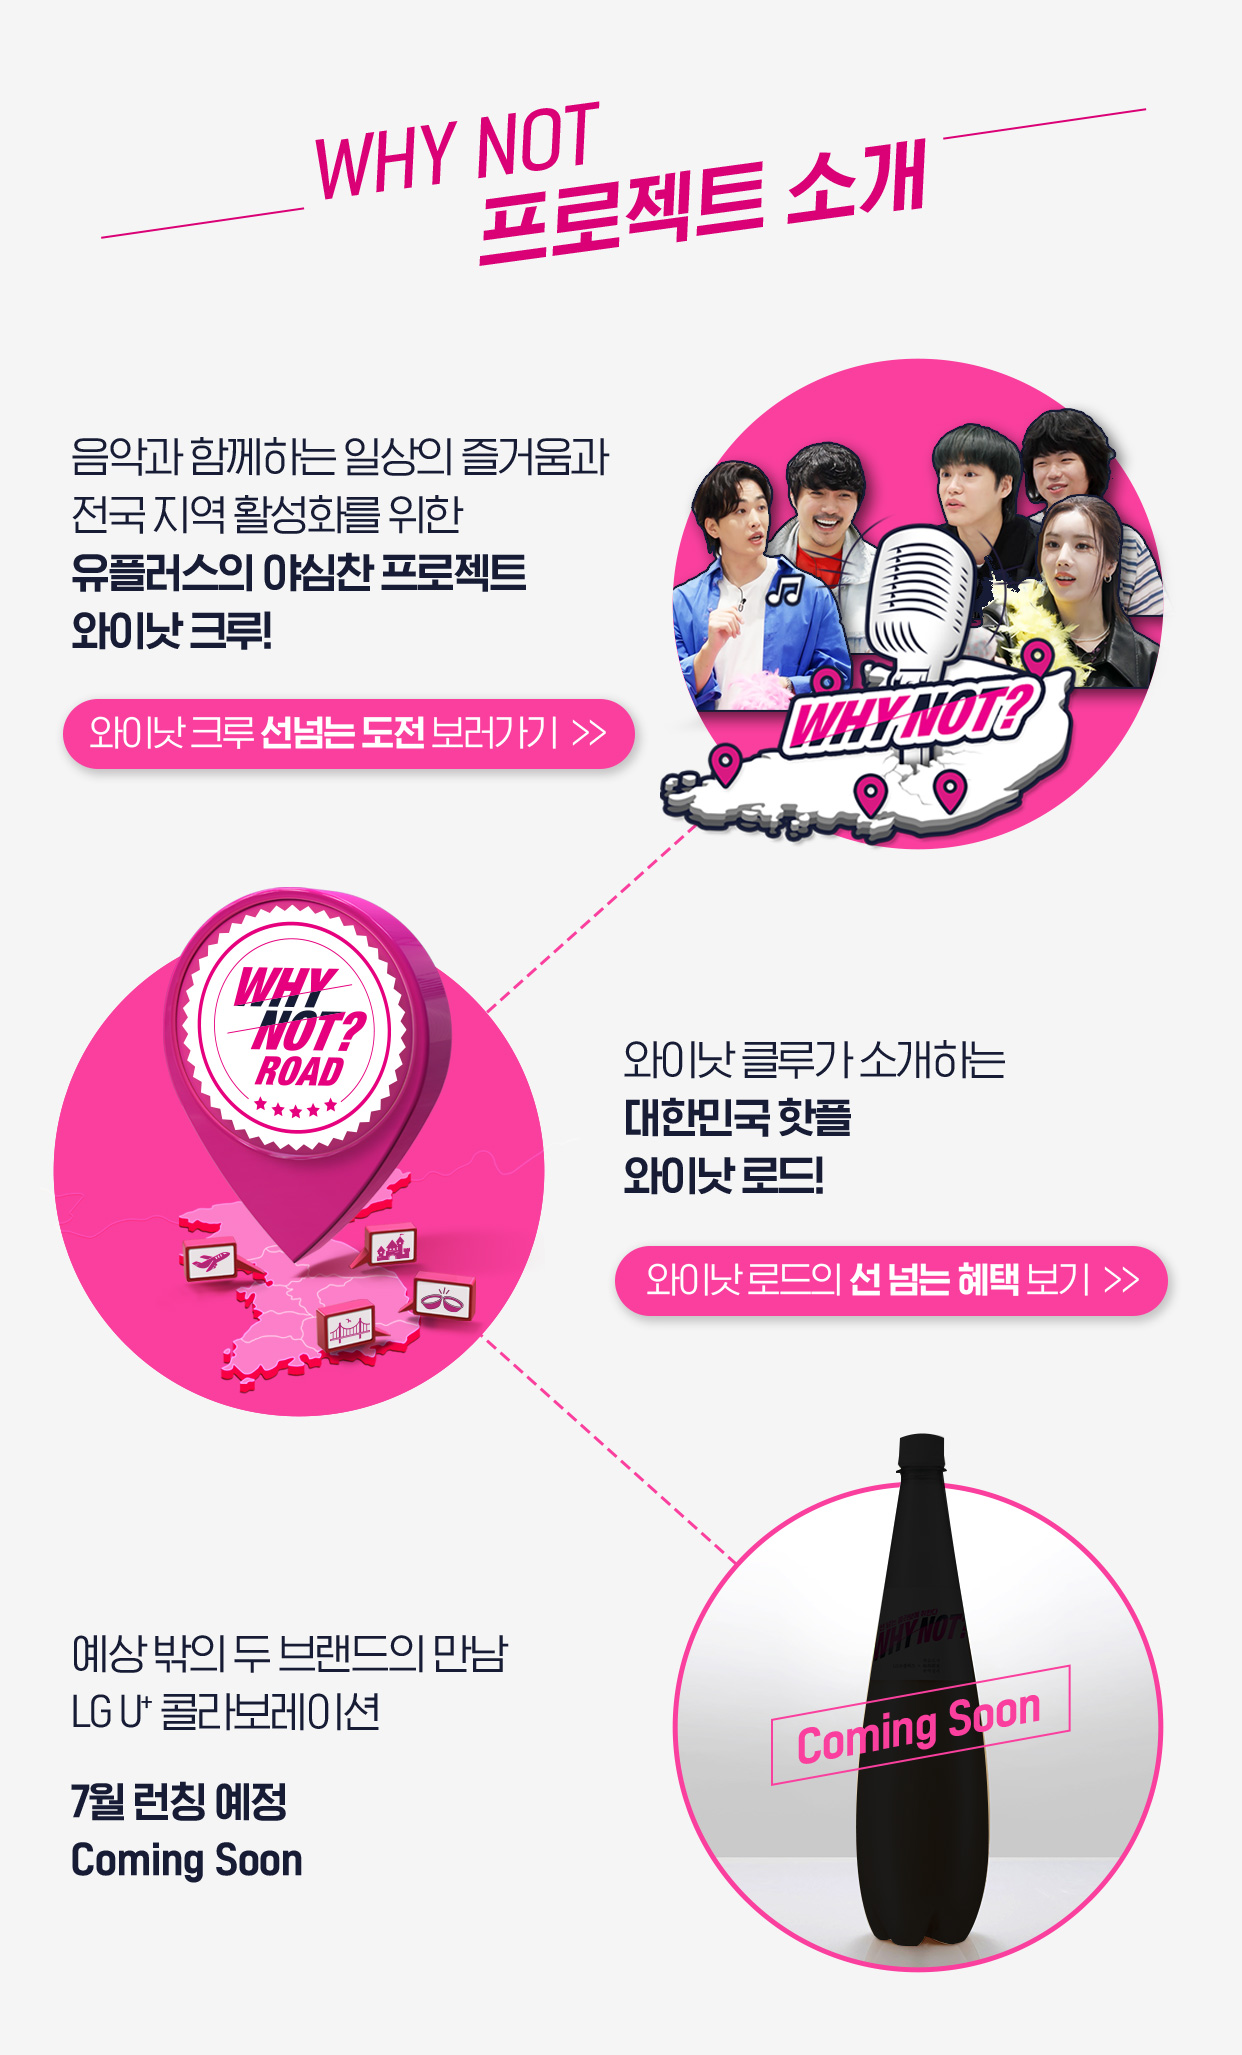 WHY NOT
프로젝트 소개
음악과 함께하는 일상의 즐거움과
전국 지역 활성화를 위한
유플러스의 야심찬 프로젝트
와이낫 크루!
와이낫 크루 선넘는 도전 보러가기 >>
WHY NOT?
WHY
NOT?
ROAD
와이낫 클루가 소개하는
대한민국 핫플
와이낫 로드!
와이낫 로드의 선 넘는 혜택 보기 >>
예상 밖의 두 브랜드의 만남
LG U⁺ 콜라보레이션
7월 런칭 예정
Coming Soon
WHY NOT?
Coming Soon